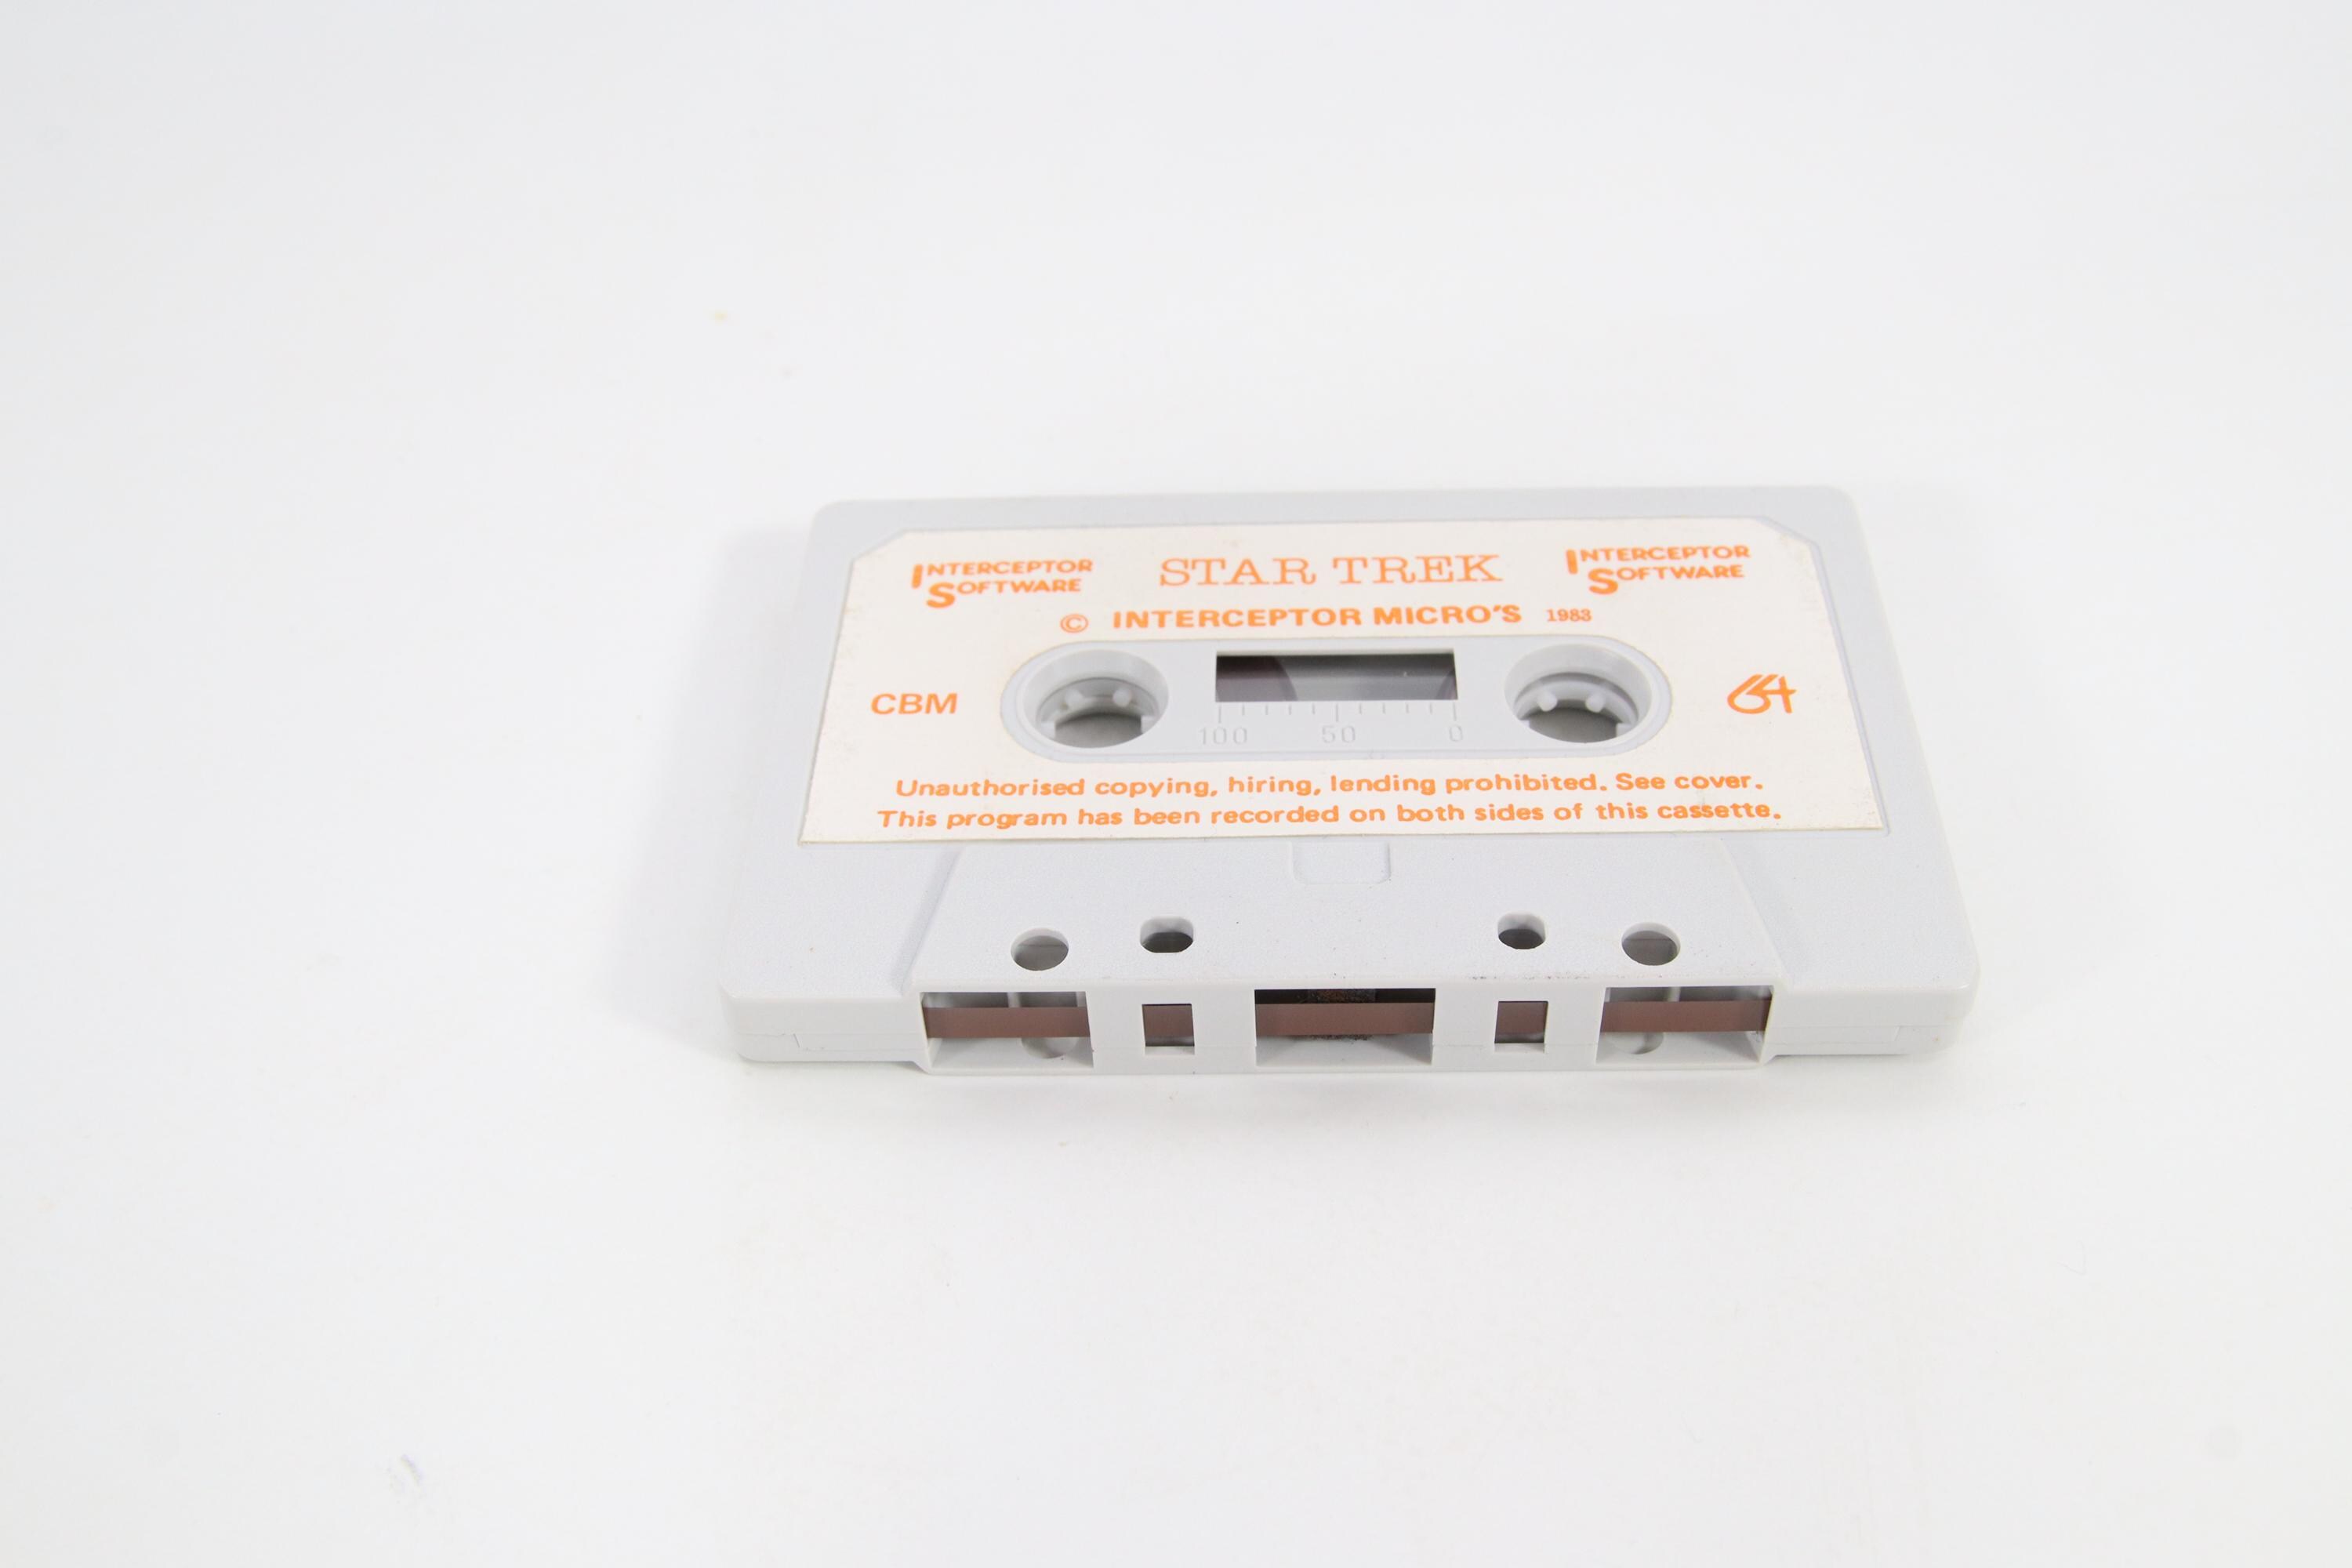 INTERCEPTOR SOFTWARE
STAR TREK
INTERCEPTOR SOFTWARE
© INTERCEPTOR MICRO'S 1983
CBM
64
100 50 0
Unauthorised copying, hiring, lending prohibited. See cover.
This program has been recorded on both sides of this cassette.